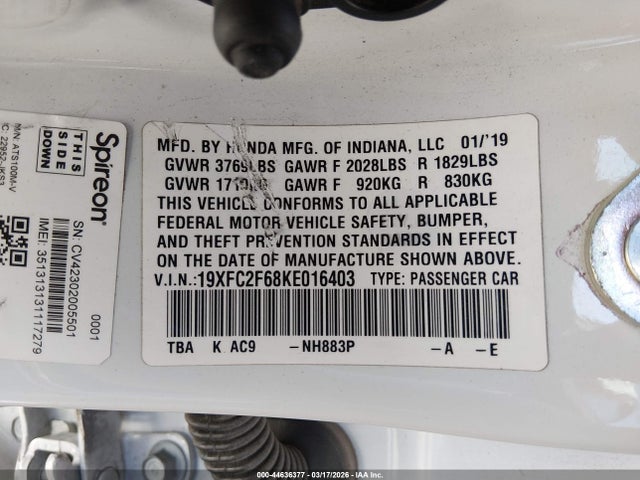 Spireon
THIS
SIDE
DOWN
M/N: ATS100M-V
SN: CV42302005501
0001
IMEI: 351313131117279
MFD. BY HONDA MFG. OF INDIANA, LLC 01/'19
GVWR 3769LBS GAWR F 2028LBS R 1829LBS
GVWR GAWR F 920KG R 830KG
THIS VEHICLE CONFORMS TO ALL APPLICABLE
FEDERAL MOTOR VEHICLE SAFETY, BUMPER,
AND THEFT PREVENTION STANDARDS IN EFFECT
ON THE DATE OF MANUFACTURE SHOWN ABOVE.
V.I.N.:19XFC2F68KE016403 TYPE: PASSENGER CAR
TBA K AC9 -NH883P -A -E
000-44636377 - 03/17/2026 - IAA Inc.